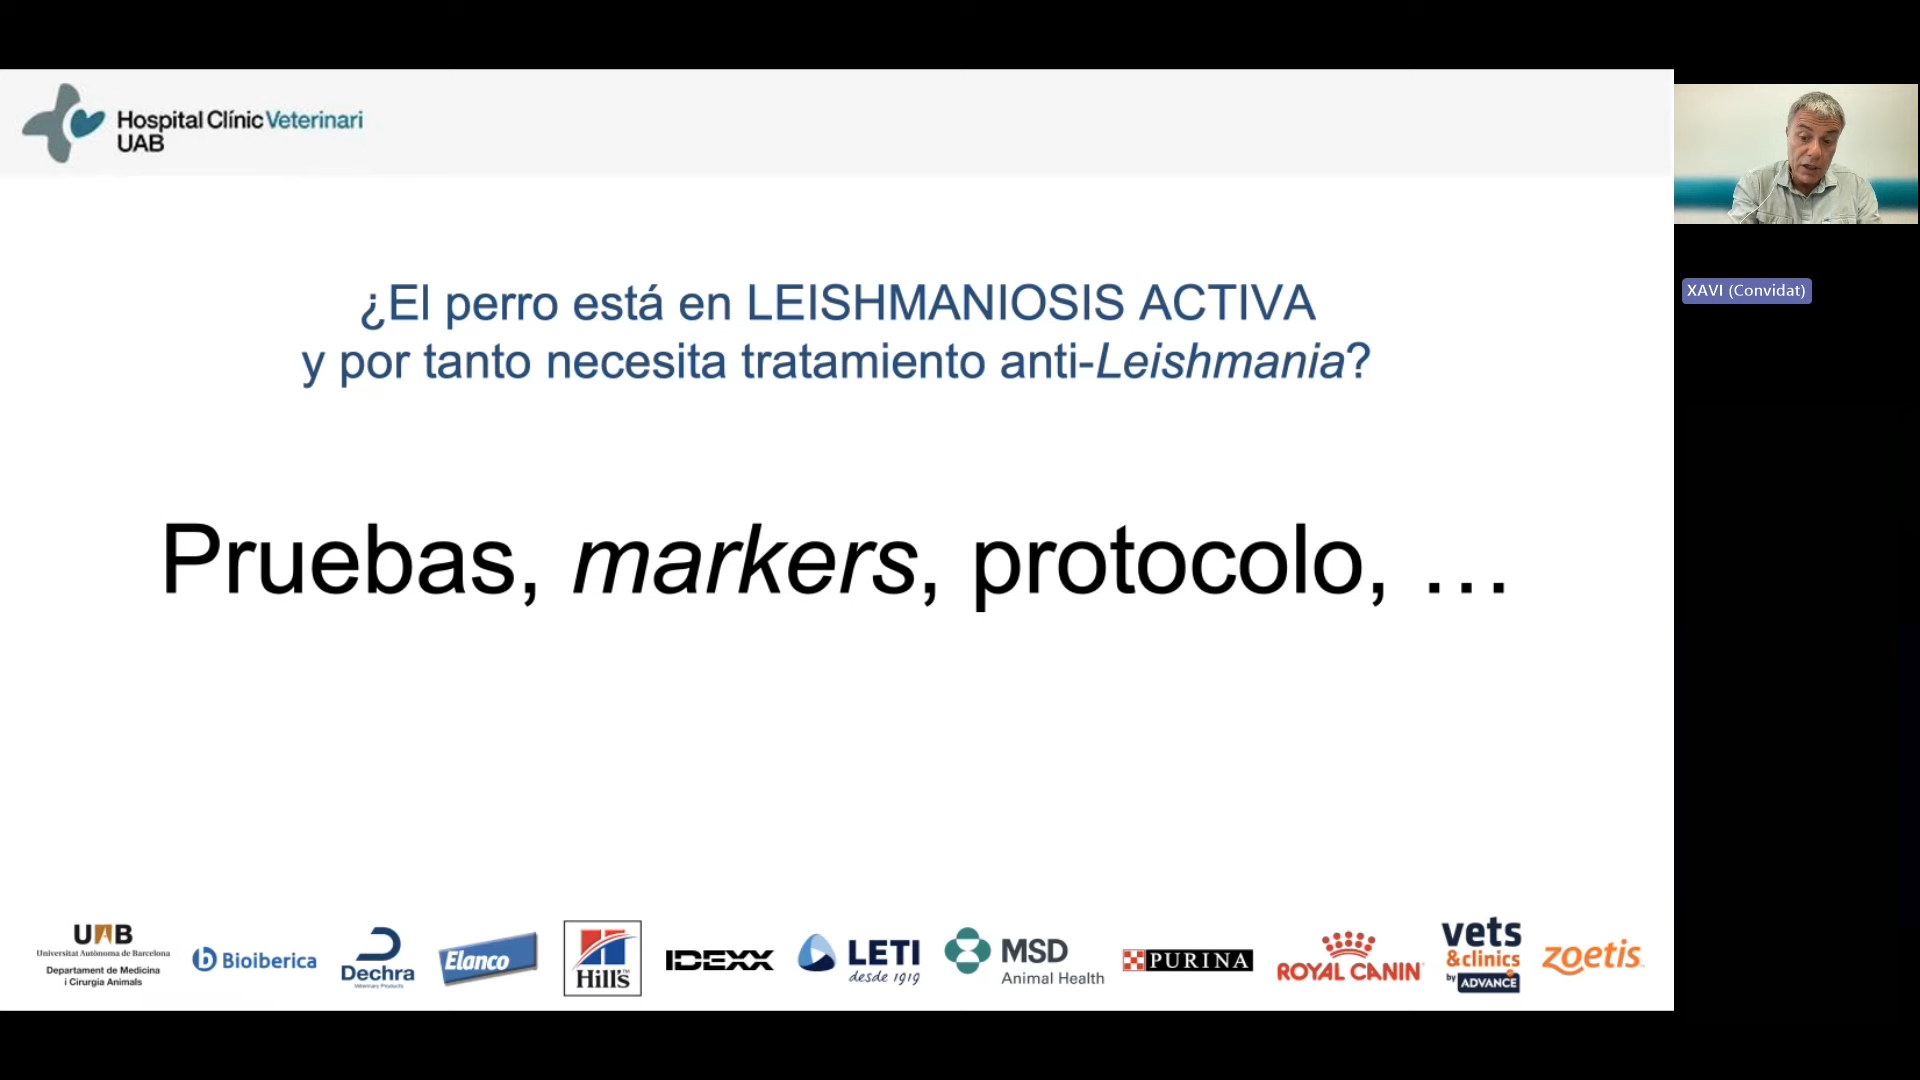 Hospital Clínic Veterinari
UAB
XAVI (Convidat)
¿El perro está en LEISHMANIOSIS ACTIVA
y por tanto necesita tratamiento anti-Leishmania?
Pruebas, markers, protocolo, …
UAB
Universitat Autònoma de Barcelona
Departament de Medicina
i Cirurgia Animals
Bioiberica
Dechra
Veterinary Products
Elanco
Hill's
IDEXX
LETI
desde 1919
MSD
Animal Health
PURINA
ROYAL CANIN
vets
&clinics
by ADVANCE
zoetis